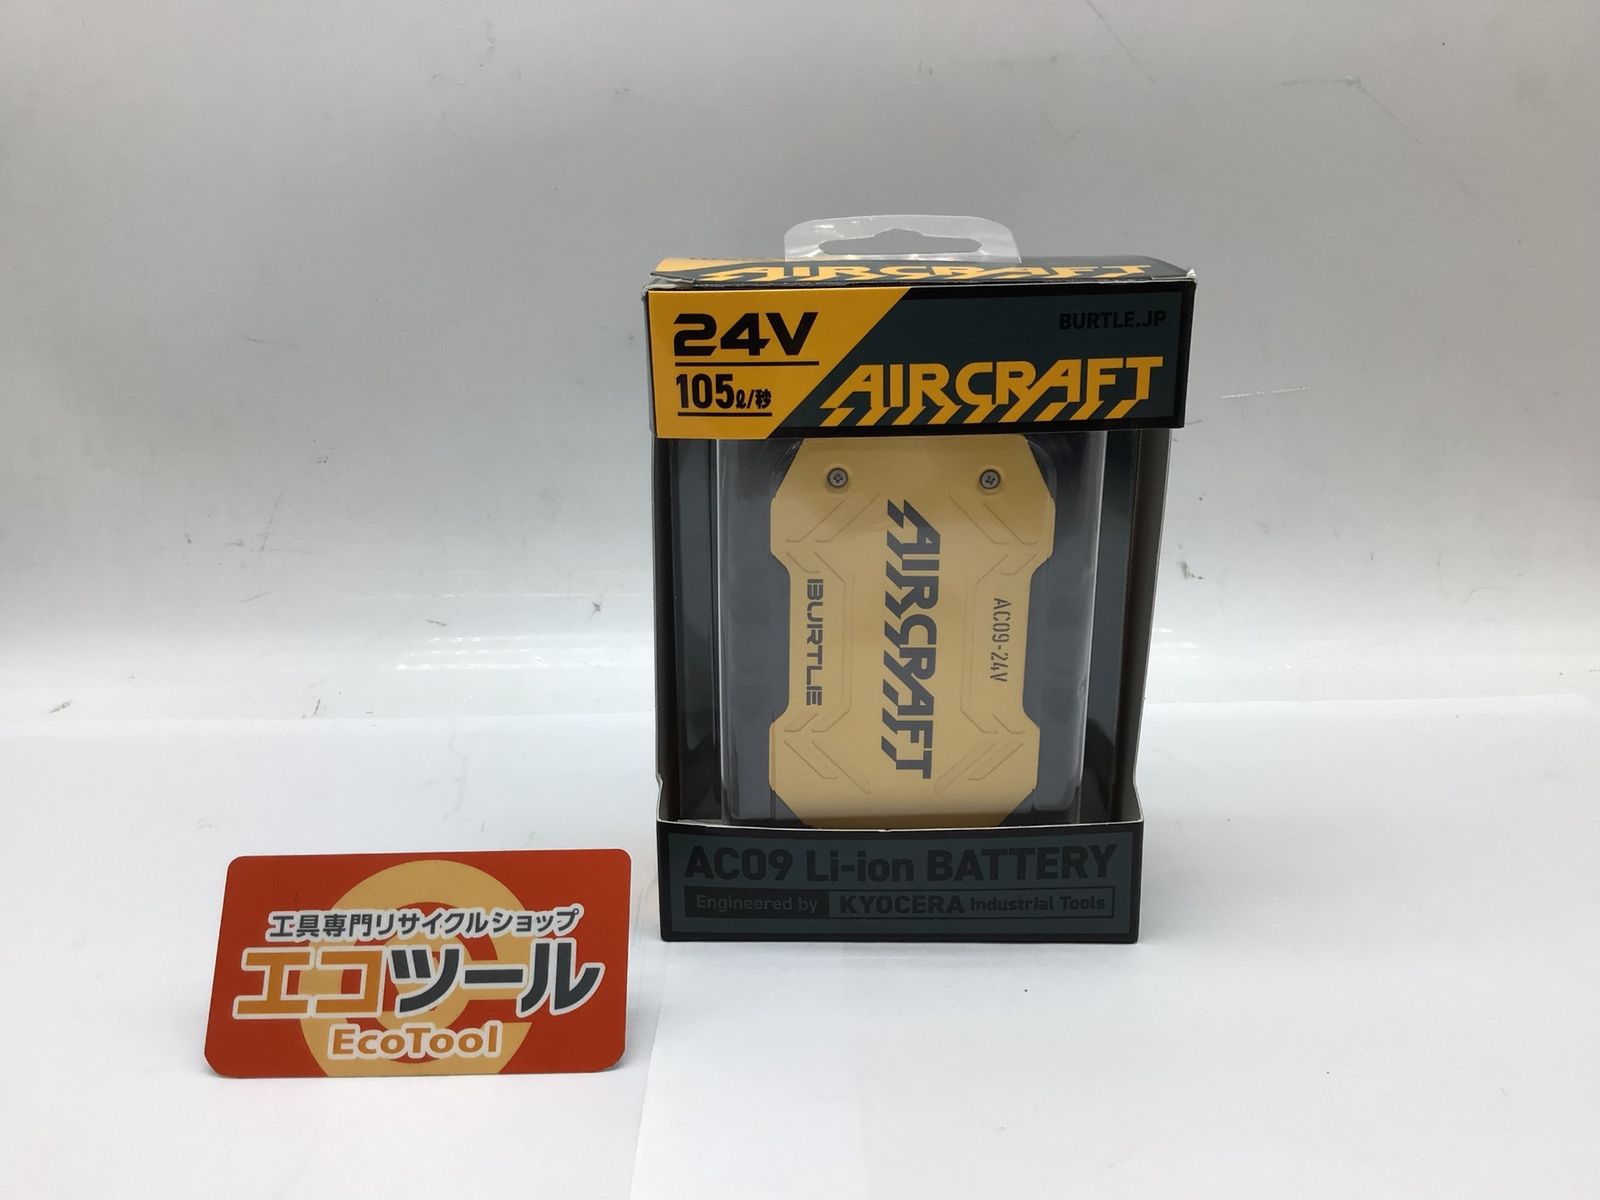 AIRCRAFT
24V
105ℓ/秒
BURTLE.JP
AIRCRAFT
AIRCRAFT
BURTLE
AC09-24V
AC09 Li-ion BATTERY
Engineered by KYOCERA Industrial Tools
工具専門リサイクルショップ
エコツール
EcoTool